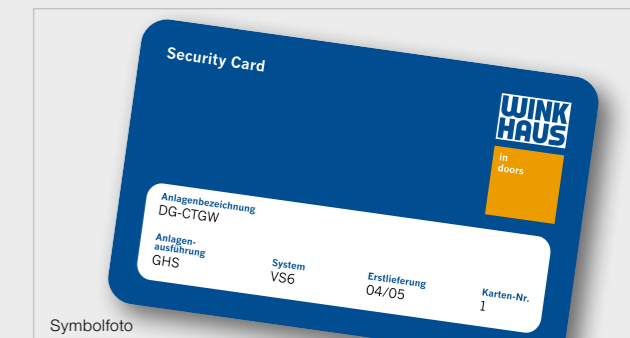 Security Card
WINK
HAUS
in
doors
Anlagenbezeichnung
DG-CTGW
Anlagen-
ausführung
GHS
System
VS6
Erstlieferung
04/05
Karten-Nr.
1
Symbolfoto